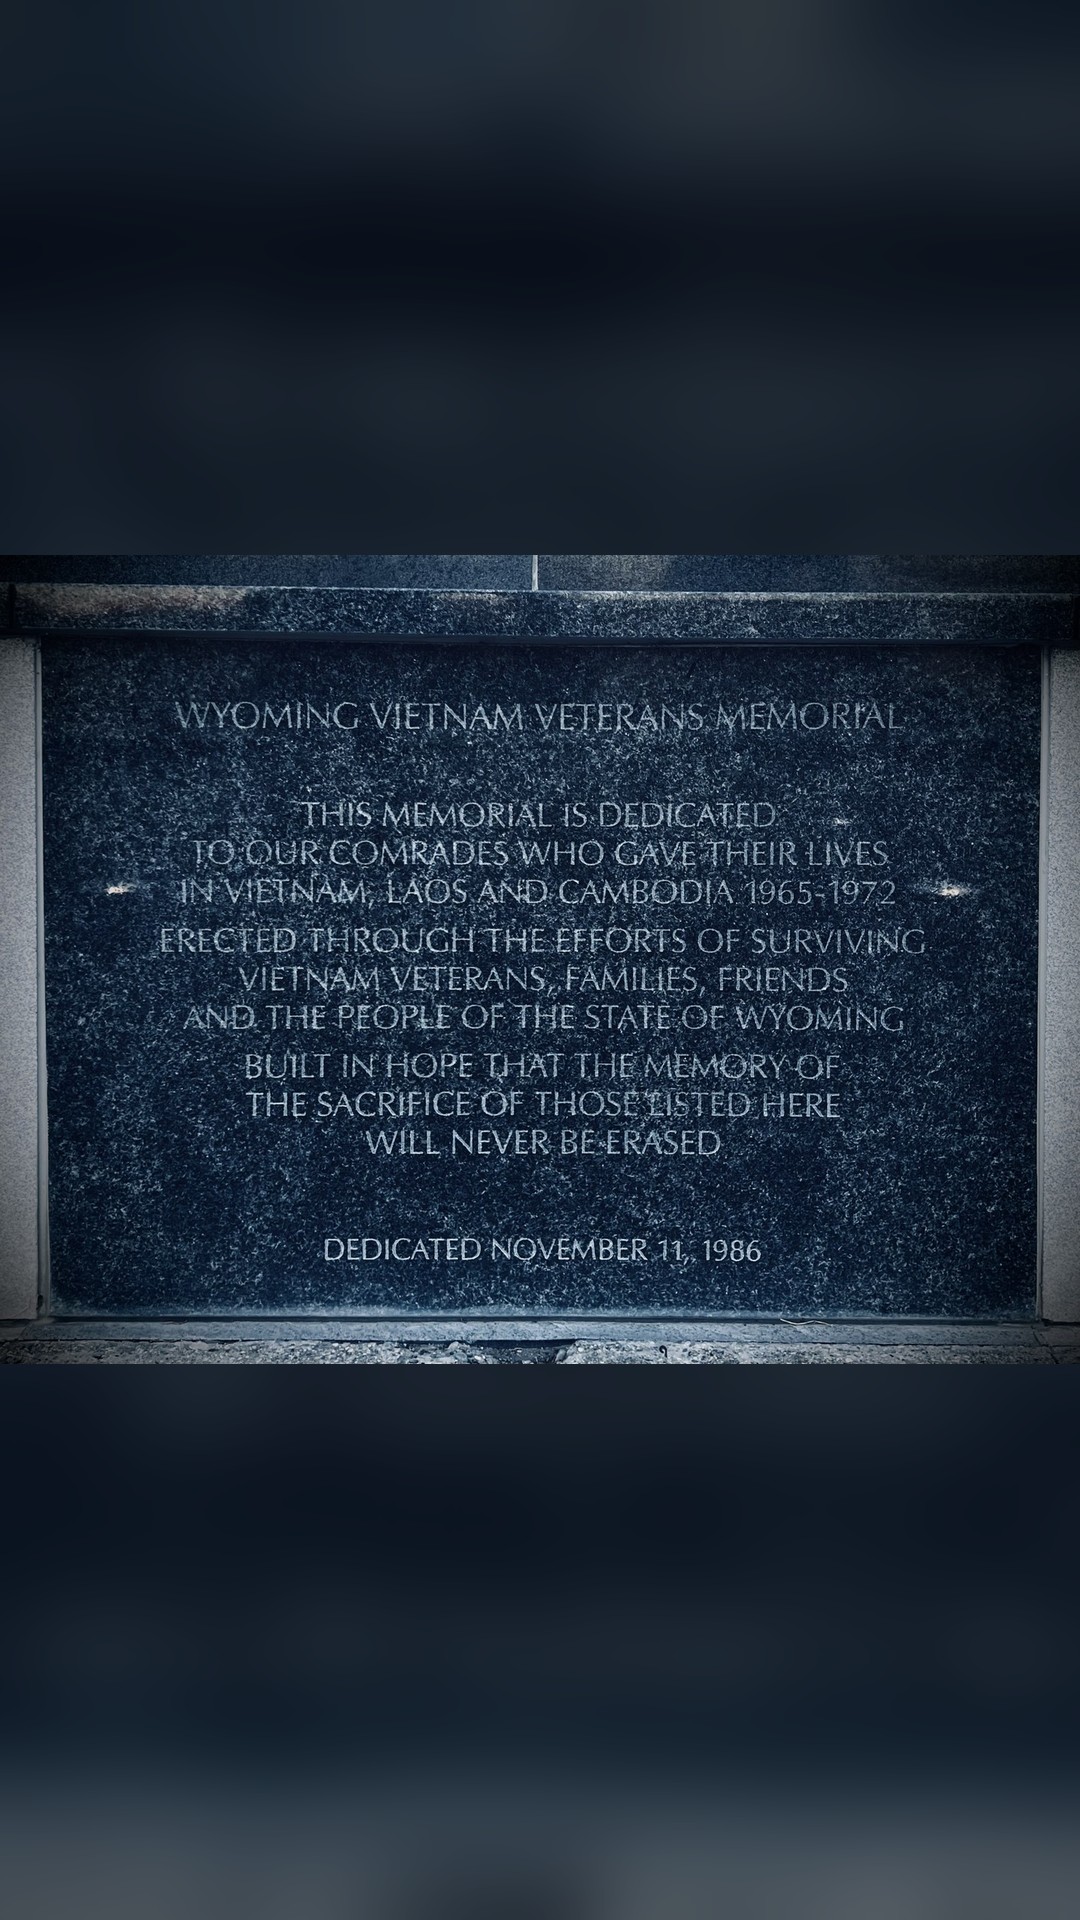 WYOMING VIETNAM VETERANS MEMORIAL
THIS MEMORIAL IS DEDICATED
TO OUR COMRADES WHO GAVE THEIR LIVES
IN VIETNAM, LAOS AND CAMBODIA 1965-1972
ERECTED THROUGH THE EFFORTS OF SURVIVING
VIETNAM VETERANS, FAMILIES, FRIENDS
AND THE PEOPLE OF THE STATE OF WYOMING
BUILT IN HOPE THAT THE MEMORY OF
THE SACRIFICE OF THOSE LISTED HERE
WILL NEVER BE ERASED
DEDICATED NOVEMBER 11, 1986